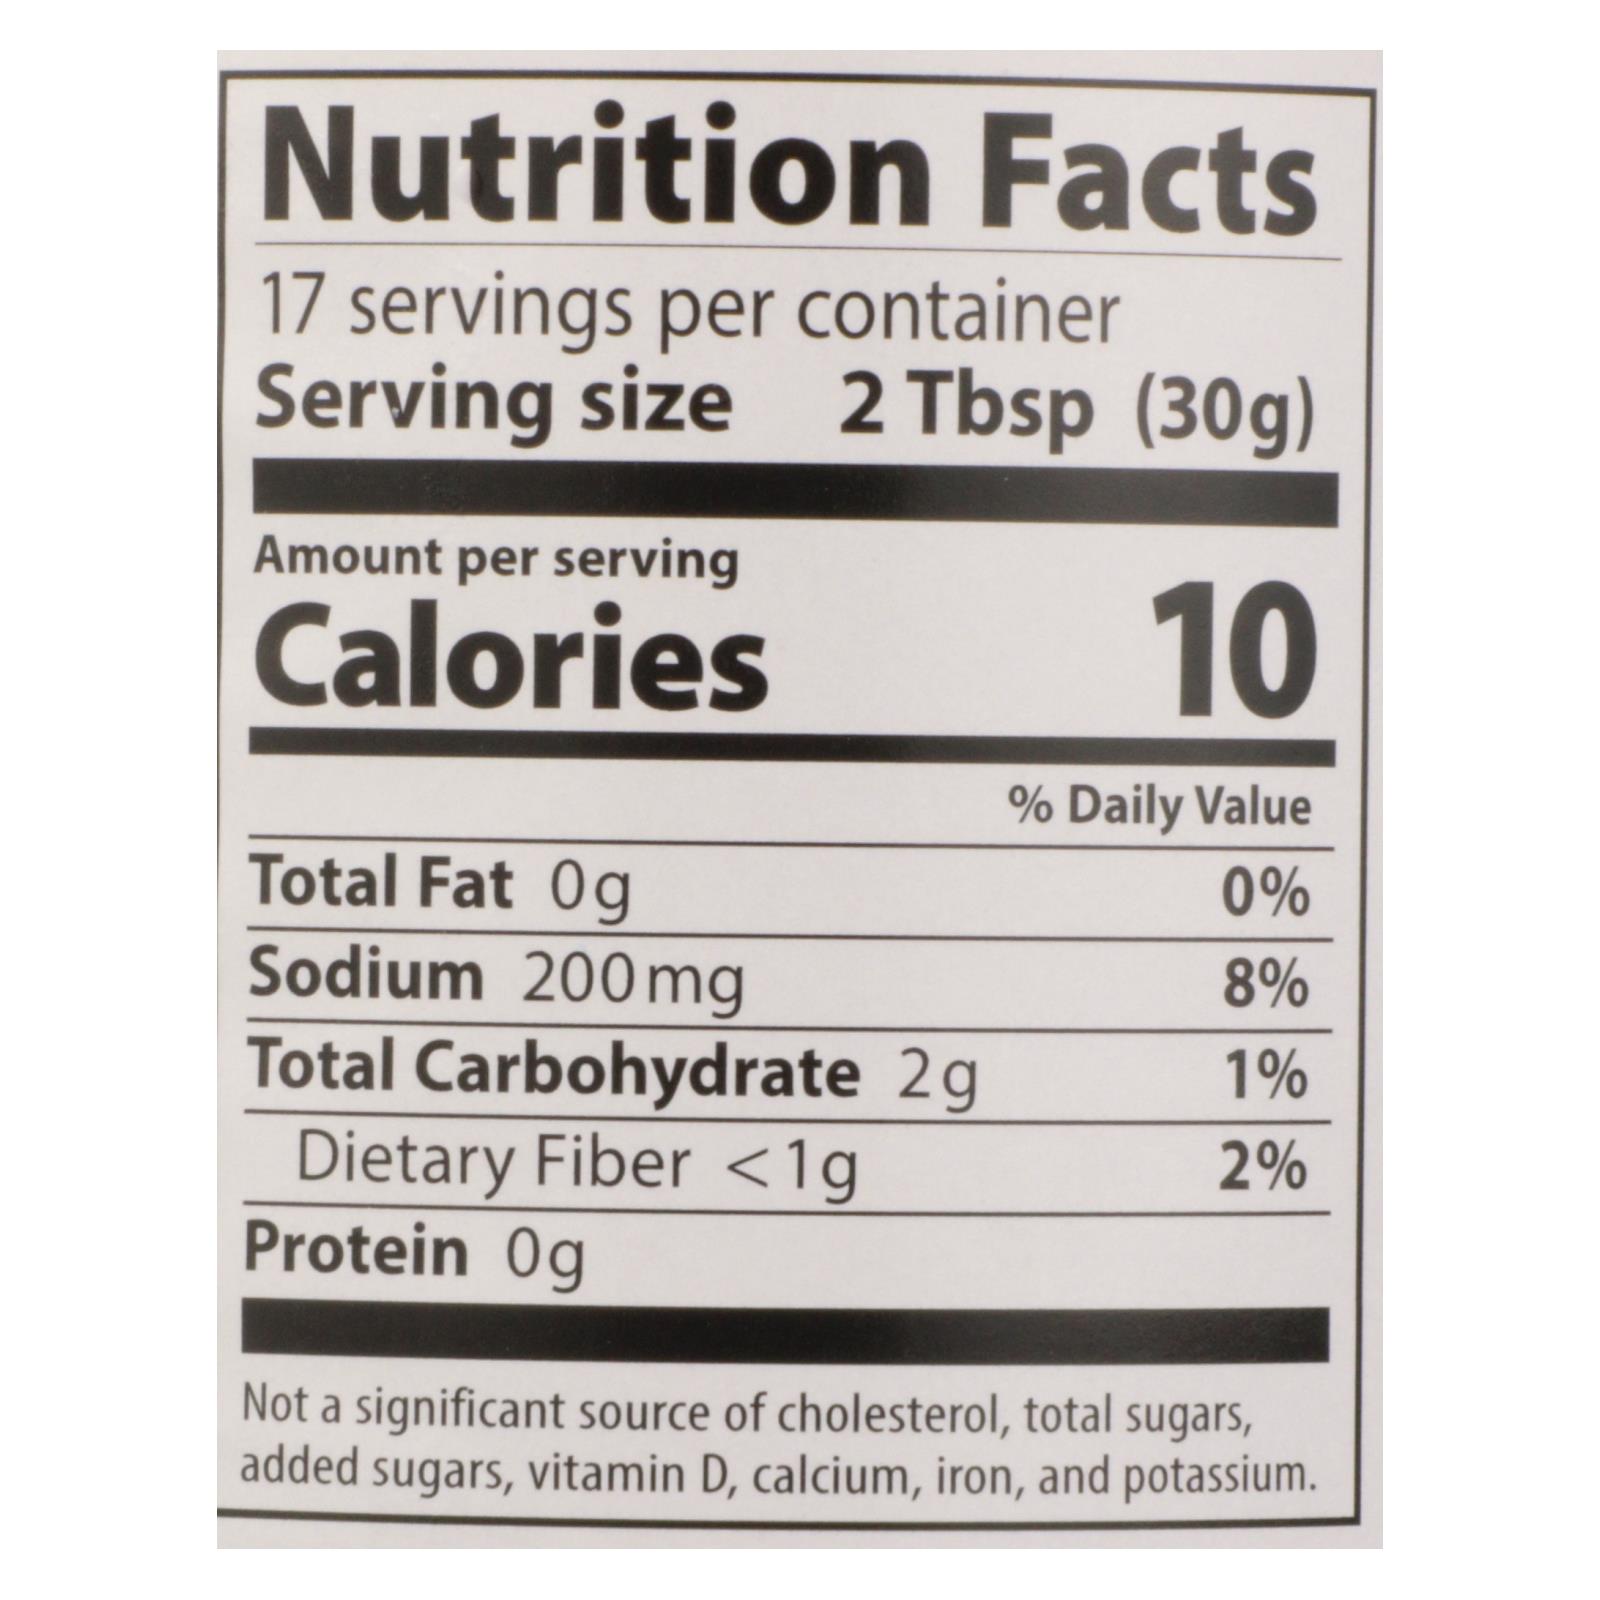 Nutrition Facts
17 servings per container
Serving size 2 Tbsp (30g)
Amount per serving
Calories 10
% Daily Value
Total Fat 0g 0%
Sodium 200mg 8%
Total Carbohydrate 2g 1%
Dietary Fiber <1g 2%
Protein 0g
Not a significant source of cholesterol, total sugars,
added sugars, vitamin D, calcium, iron, and potassium.